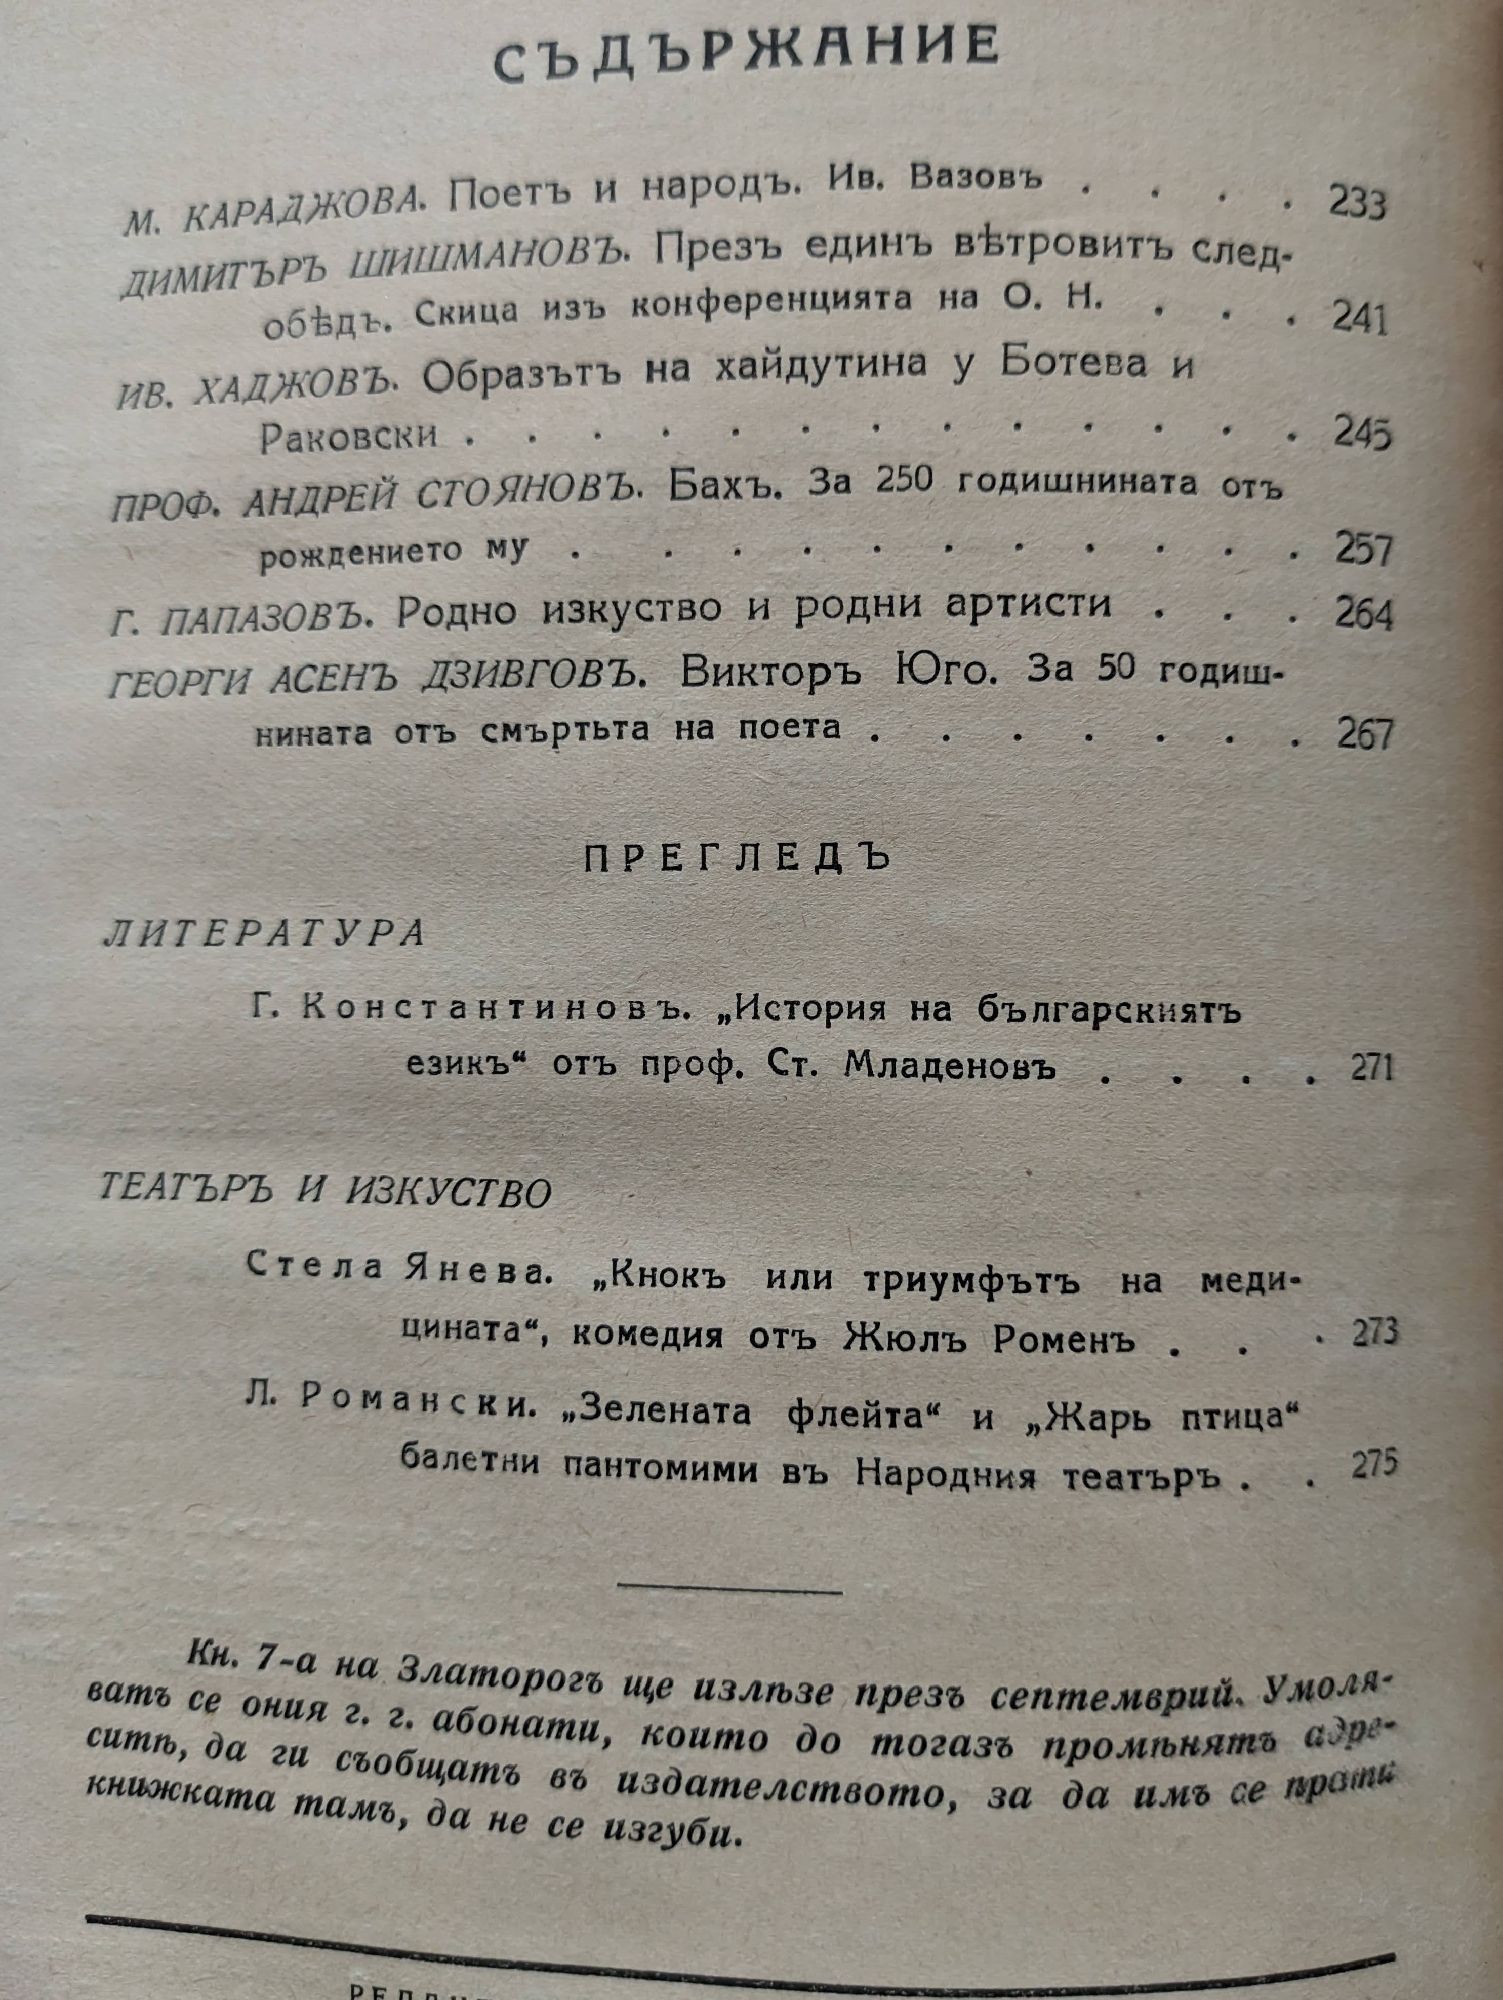 СЪДЪРЖАНИЕ
М. КАРАДЖОВА. Поетъ и народъ. Ив. Вазовъ . . . . 233
ДИМИТЪРЪ ШИШМАНОВЪ. Презъ единъ вѣтровитъ след-
обѣдъ. Скица изъ конференцията на О. Н. . . . 241
ИВ. ХАДЖОВЪ. Образътъ на хайдутина у Ботева и
Раковски . . . . . . . . . . . . . 245
ПРОФ. АНДРЕЙ СТОЯНОВЪ. Бахъ. За 250 годишнината отъ
рождението му . . . . . . . . . . . 257
Г. ПАПАЗОВЪ. Родно изкуство и родни артисти . . . 264
ГЕОРГИ АСЕНЪ ДЗИВГОВЪ. Викторъ Юго. За 50 годиш-
нината отъ смъртьта на поета . . . . . . . 267
ПРЕГЛЕДЪ
ЛИТЕРАТУРА
Г. Константиновъ. „История на българскиятъ
езикъ“ отъ проф. Ст. Младеновъ . . . . 271
ТЕАТЪРЪ И ИЗКУСТВО
Стела Янева. „Кнокъ или триумфътъ на меди-
цината“, комедия отъ Жюлъ Роменъ . . . 273
Л. Романски. „Зелената флейта“ и „Жарь птица“
балетни пантомими въ Народния театъръ . . 275
Кн. 7-а на Златорогъ ще излѣзе презъ септемврий. Умоля-
ватъ се ония г. г. абонати, които до тогазъ промѣнятъ адре-
ситѣ, да ги съобщатъ въ издателството, за да имъ се прати
книжката тамъ, да не се изгуби.